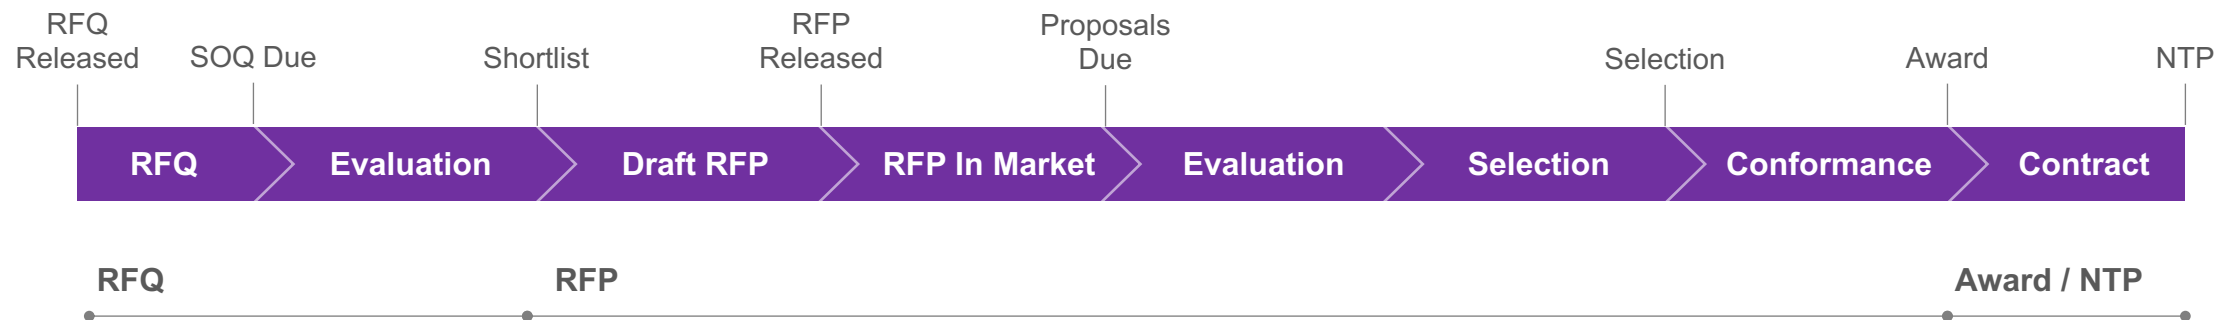 RFQ
Released
SOQ Due
Shortlist
RFP
Released
Proposals
Due
Selection
Award
NTP
RFQ
Evaluation
Draft RFP
RFP In Market
Evaluation
Selection
Conformance
Contract
RFQ
RFP
Award / NTP